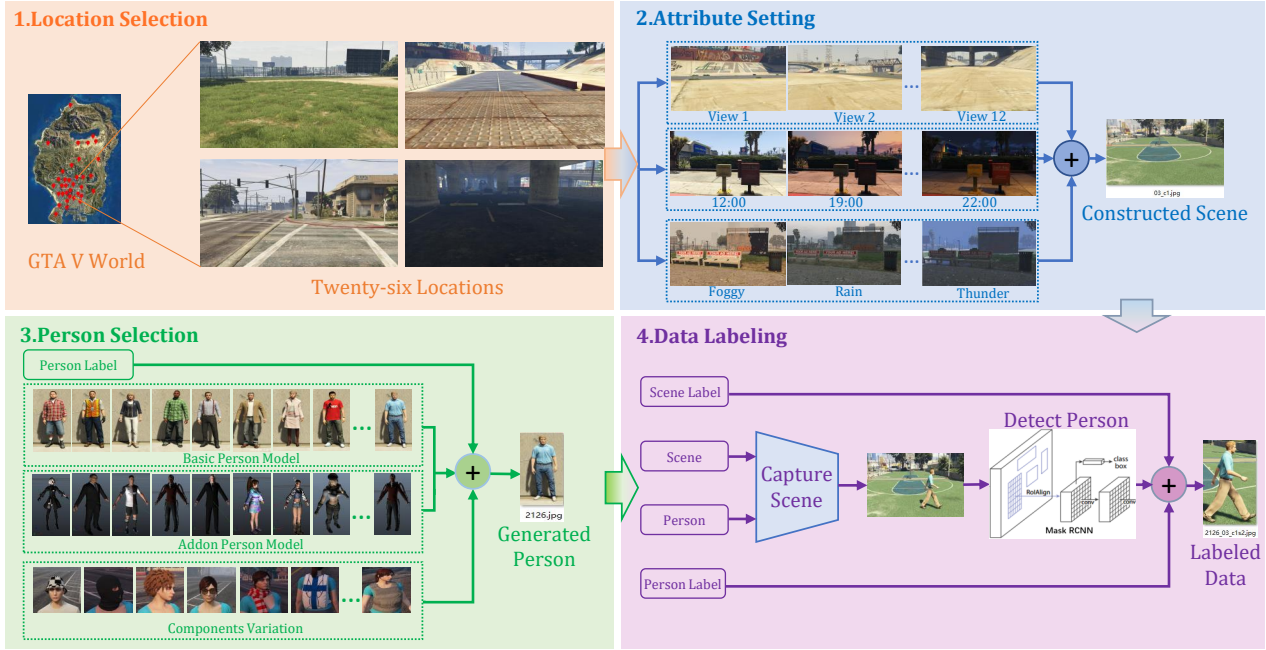 1.Location Selection
GTA V World
Twenty-six Locations
2.Attribute Setting
...
View 1
View 2
View 12
...
12:00
19:00
22:00
...
Foggy
Rain
Thunder
+
03_c1.jpg
Constructed Scene
3.Person Selection
Person Label
...
Basic Person Model
...
Addon Person Model
...
Components Variation
+
2126.jpg
Generated
Person
4.Data Labeling
Scene Label
Scene
Person
Person Label
Capture
Scene
Detect Person
class
box
RoIAlign
conv
conv
Mask RCNN
+
2126_03_c1s2.jpg
Labeled
Data